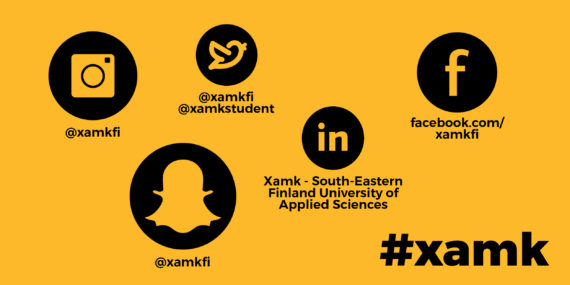 @xamkfi
@xamkfi
@xamkstudent
facebook.com/
xamkfi
in
Xamk - South-Eastern
Finland University of
Applied Sciences
@xamkfi
#xamk